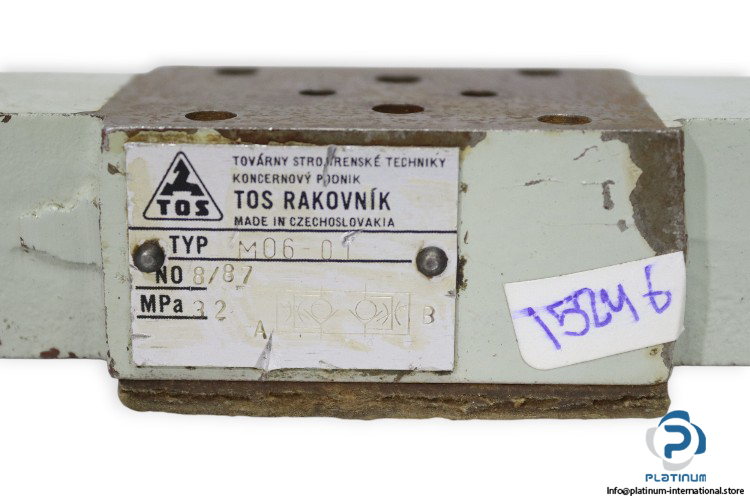 TOVÁRNY STROJÍRENSKÉ TECHNIKY
KONCERNOVÝ PODNIK
TOS RAKOVNÍK
MADE IN CZECHOSLOVAKIA
TOS
TYP M06-01
NO 8/87
MPa 32
A B
15246
PLATINUM
Info@platinum-international.store